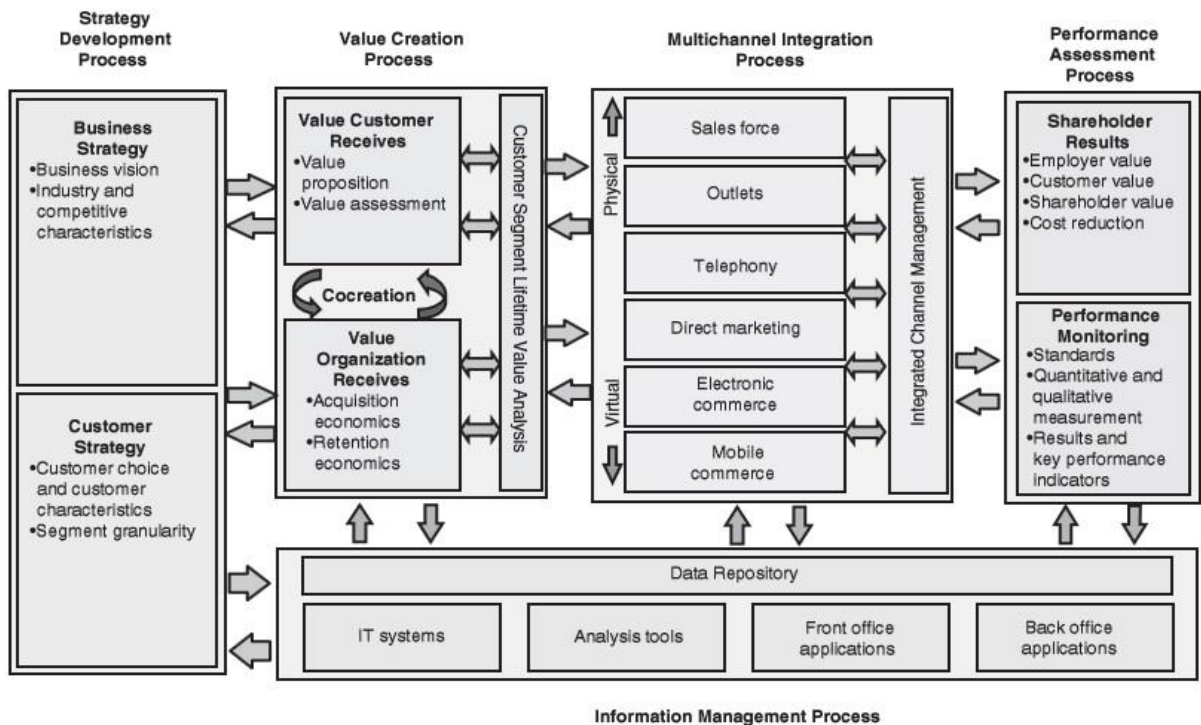 Strategy
Development
Process
Business
Strategy
•Business vision
•Industry and
competitive
characteristics
Customer
Strategy
•Customer choice
and customer
characteristics
•Segment granularity
Value Creation
Process
Value Customer
Receives
•Value
proposition
•Value assessment
Cocreation
Value
Organization
Receives
•Acquisition
economics
•Retention
economics
Customer Segment Lifetime Value Analysis
Multichannel Integration
Process
Physical
Virtual
Sales force
Outlets
Telephony
Direct marketing
Electronic
commerce
Mobile
commerce
Integrated Channel Management
Performance
Assessment
Process
Shareholder
Results
•Employer value
•Customer value
•Shareholder value
•Cost reduction
Performance
Monitoring
•Standards
•Quantitative and
qualitative
measurement
•Results and
key performance
indicators
Data Repository
IT systems
Analysis tools
Front office
applications
Back office
applications
Information Management Process